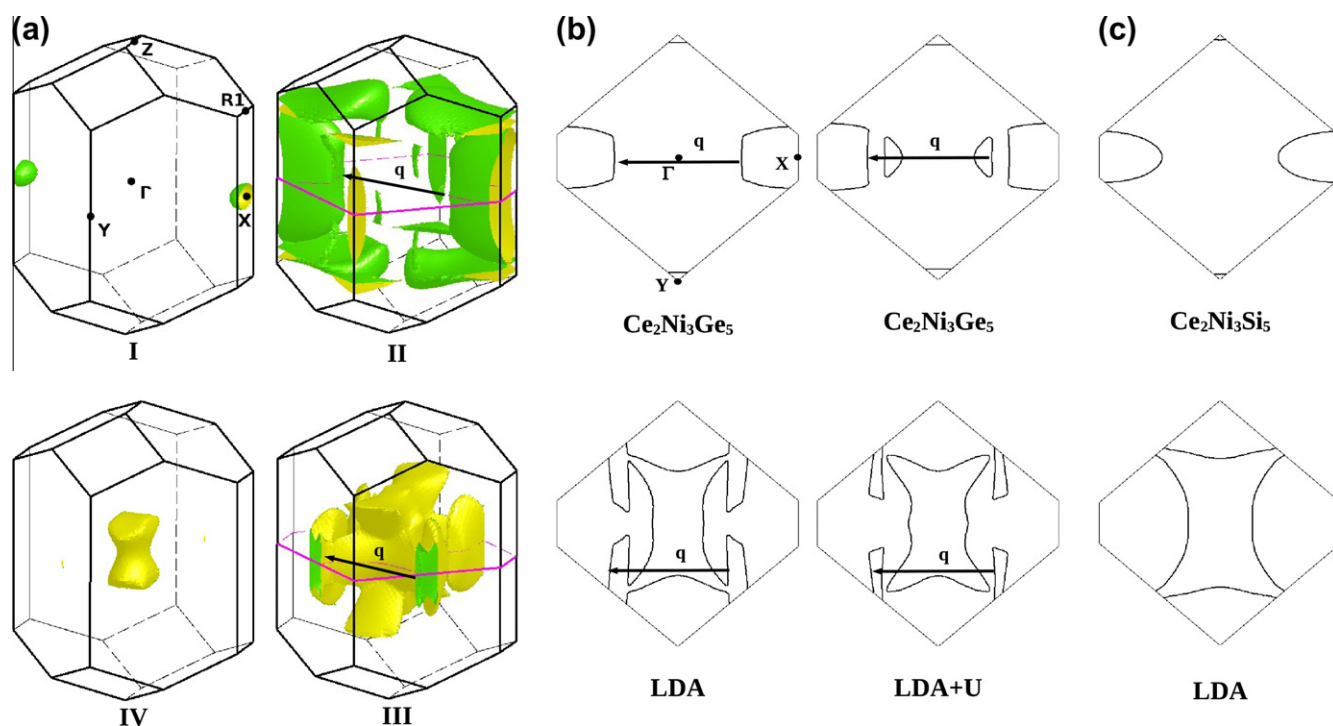 (a)
Z
R1
Γ
X
Y
I
q
II
(b)
q
Γ
X
Y
Ce₂Ni₃Ge₅
q
Ce₂Ni₃Ge₅
(c)
Ce₂Ni₃Si₅
IV
q
III
q
LDA
q
LDA+U
LDA